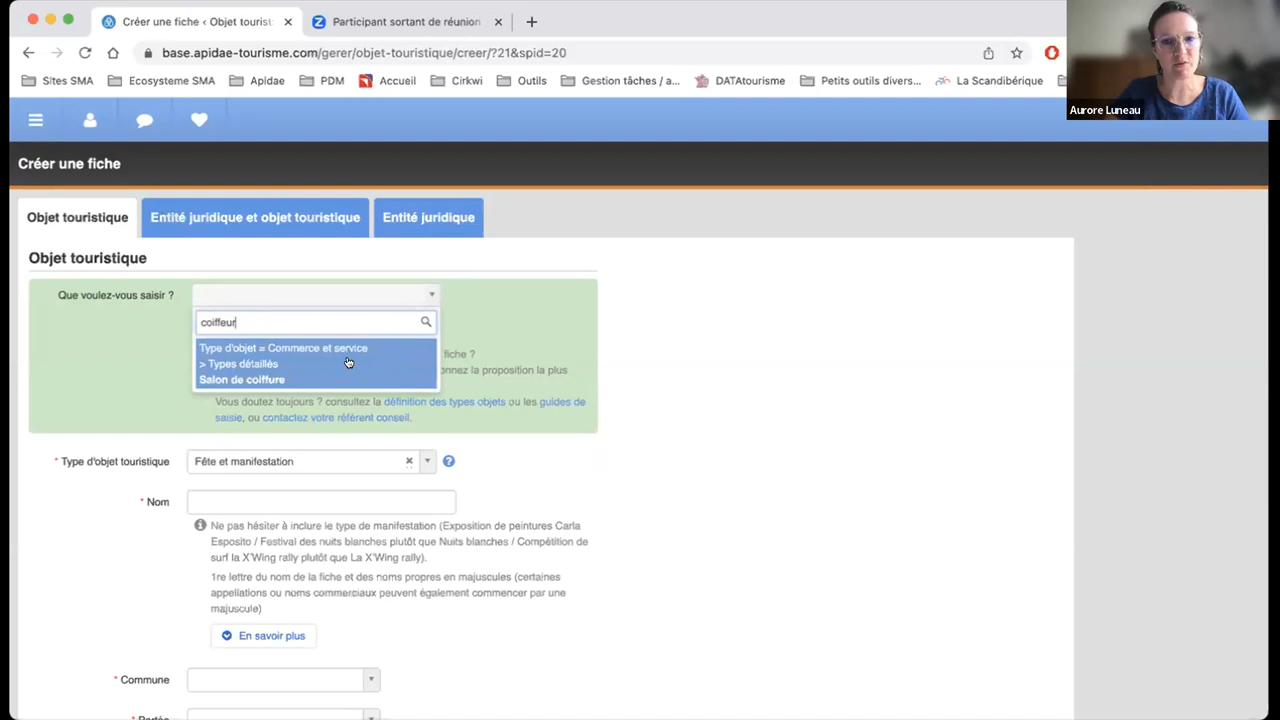 Créer une fiche ‹ Objet tourist
Participant sortant de réunion
base.apidae-tourisme.com/gerer/objet-touristique/creer/?21&spid=20
Sites SMA
Ecosysteme SMA
Apidae
PDM
Accueil
Cirkwi
Outils
Gestion tâches / a...
DATAtourisme
Petits outils divers...
La Scandibérique
Aurore Luneau
Créer une fiche
Objet touristique
Entité juridique et objet touristique
Entité juridique
Objet touristique
Que voulez-vous saisir ?
coiffeur
Type d'objet = Commerce et service
> Types détaillés
Salon de coiffure
fiche ?
onnez la proposition la plus
Vous doutez toujours ? consultez la définition des types objets ou les guides de
saisie, ou contactez votre référent conseil.
* Type d'objet touristique
Fête et manifestation
* Nom
Ne pas hésiter à inclure le type de manifestation (Exposition de peintures Carla
Esposito / Festival des nuits blanches plutôt que Nuits blanches / Compétition de
surf la X'Wing rally plutôt que La X'Wing rally).
1re lettre du nom de la fiche et des noms propres en majuscules (certaines
appellations ou noms commerciaux peuvent également commencer par une
majuscule)
En savoir plus
* Commune
* Portée